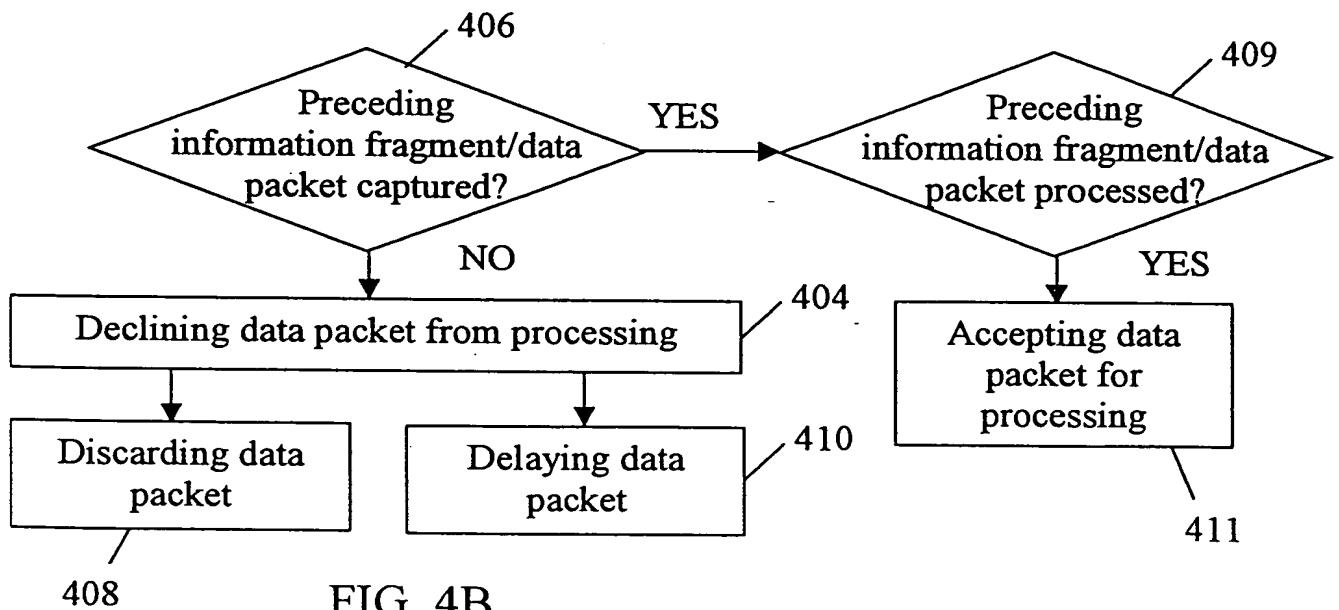 406
409
Preceding
information fragment/data
packet captured?
YES
Preceding
information fragment/data
packet processed?
NO
YES
404
Declining data packet from processing
Accepting data
packet for
processing
Discarding data
packet
Delaying data
packet
410
411
408
FIG. 4B